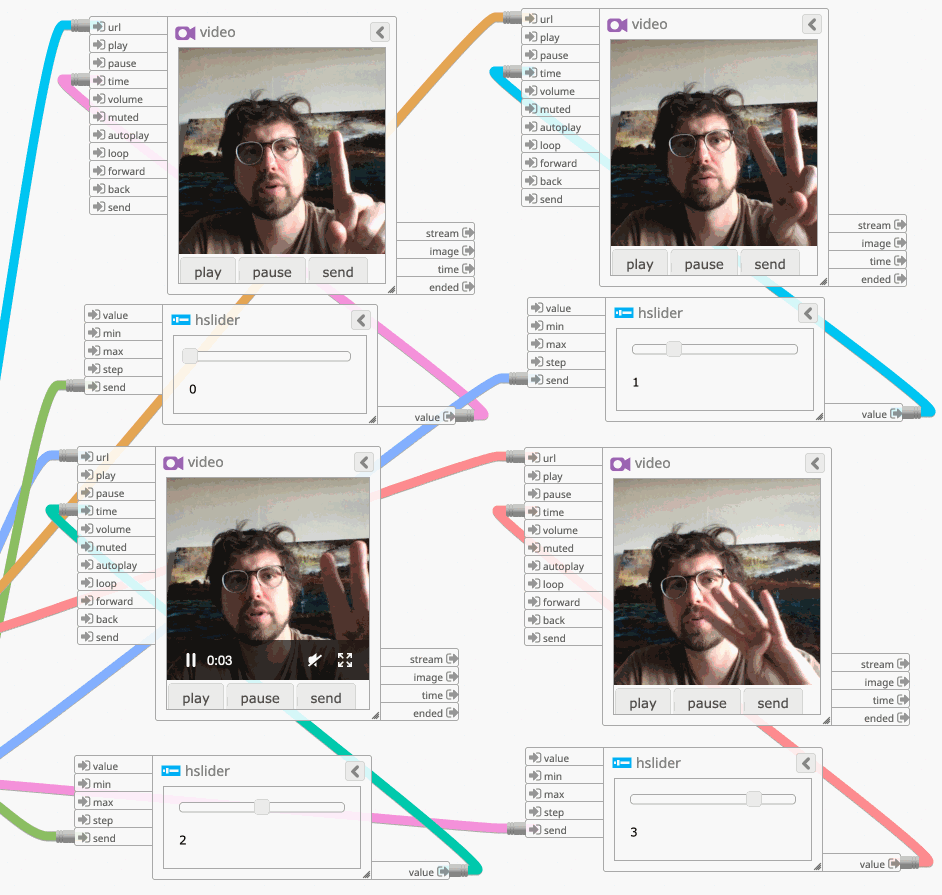 video
url
play
pause
time
volume
muted
autoplay
loop
forward
back
send
play pause send
stream
image
time
ended
video
url
play
pause
time
volume
muted
autoplay
loop
forward
back
send
play pause send
stream
image
time
ended
hslider
value
min
max
step
send
0
value
hslider
value
min
max
step
send
1
value
video
url
play
pause
time
volume
muted
autoplay
loop
forward
back
send
0:03
play pause send
stream
image
time
ended
video
url
play
pause
time
volume
muted
autoplay
loop
forward
back
send
play pause send
stream
image
time
ended
hslider
value
min
max
step
send
2
value
hslider
value
min
max
step
send
3
value